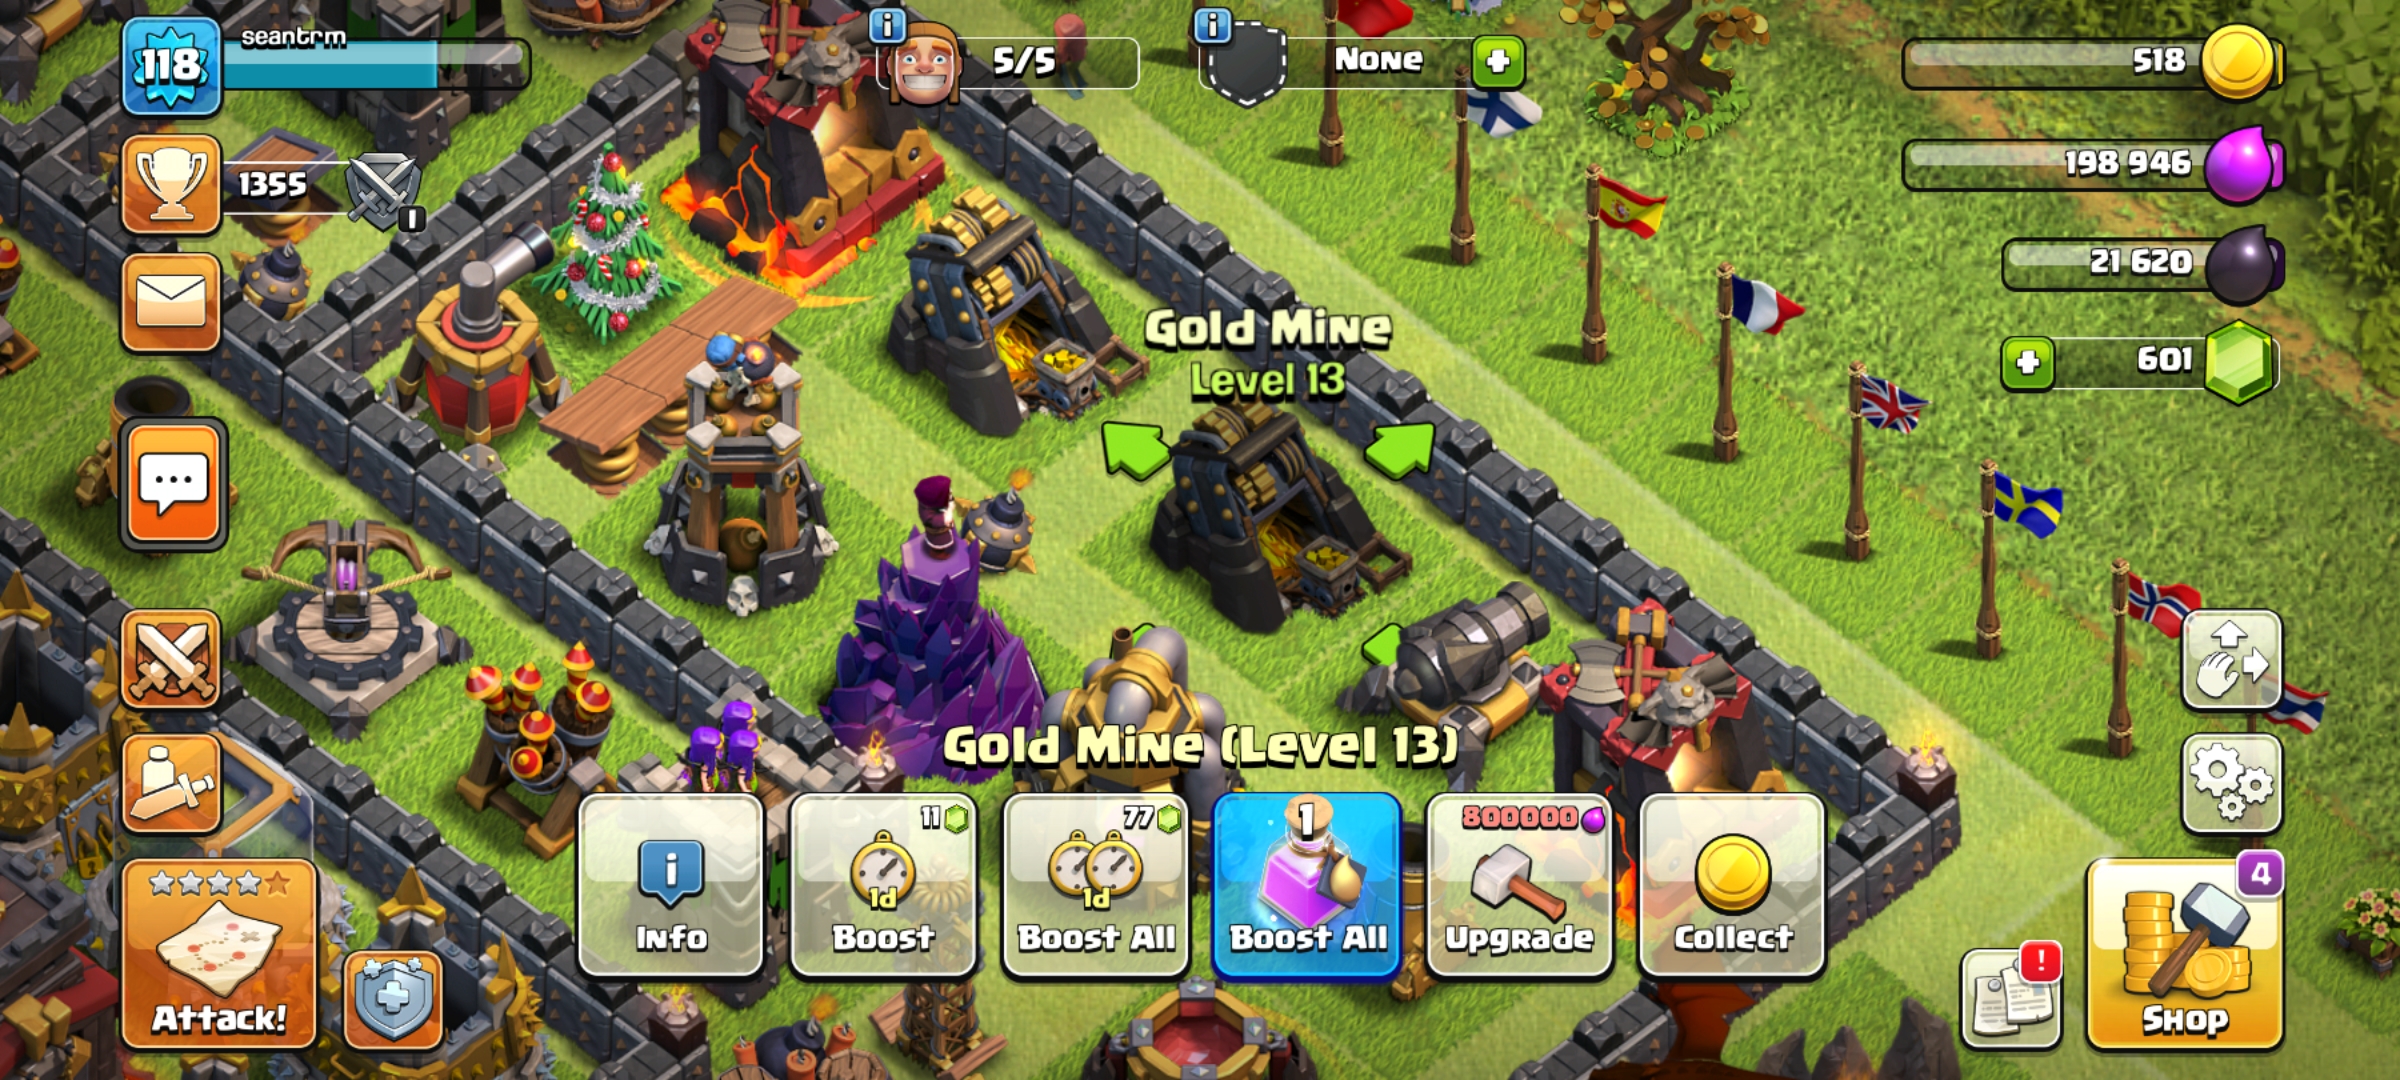 118
seantrm
i
5/5
i
None
518
1355
I
198 946
21 620
601
Gold Mine
Level 13
Gold Mine (Level 13)
i
Info
11
1d
Boost
77
1d
Boost All
1
Boost All
800000
Upgrade
Collect
Attack!
!
4
Shop